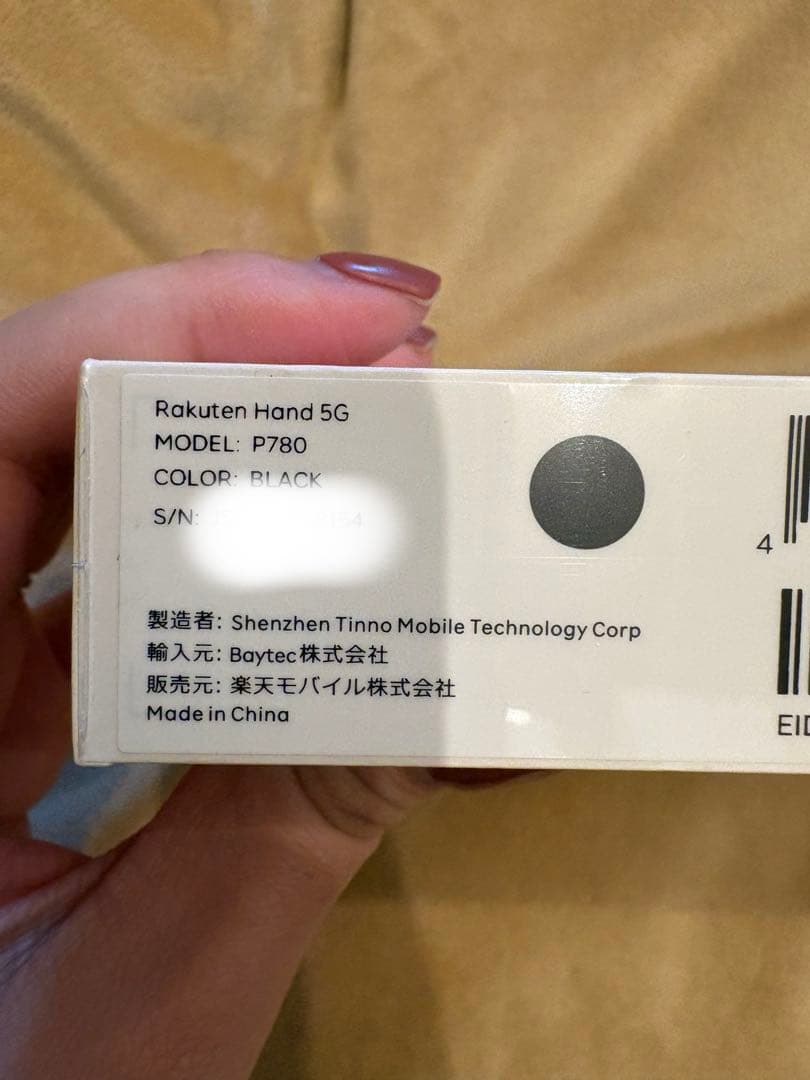 Rakuten Hand 5G
MODEL: P780
COLOR: BLACK
S/N:
製造者: Shenzhen Tinno Mobile Technology Corp
輸入元: Baytec株式会社
販売元: 楽天モバイル株式会社
Made in China
4